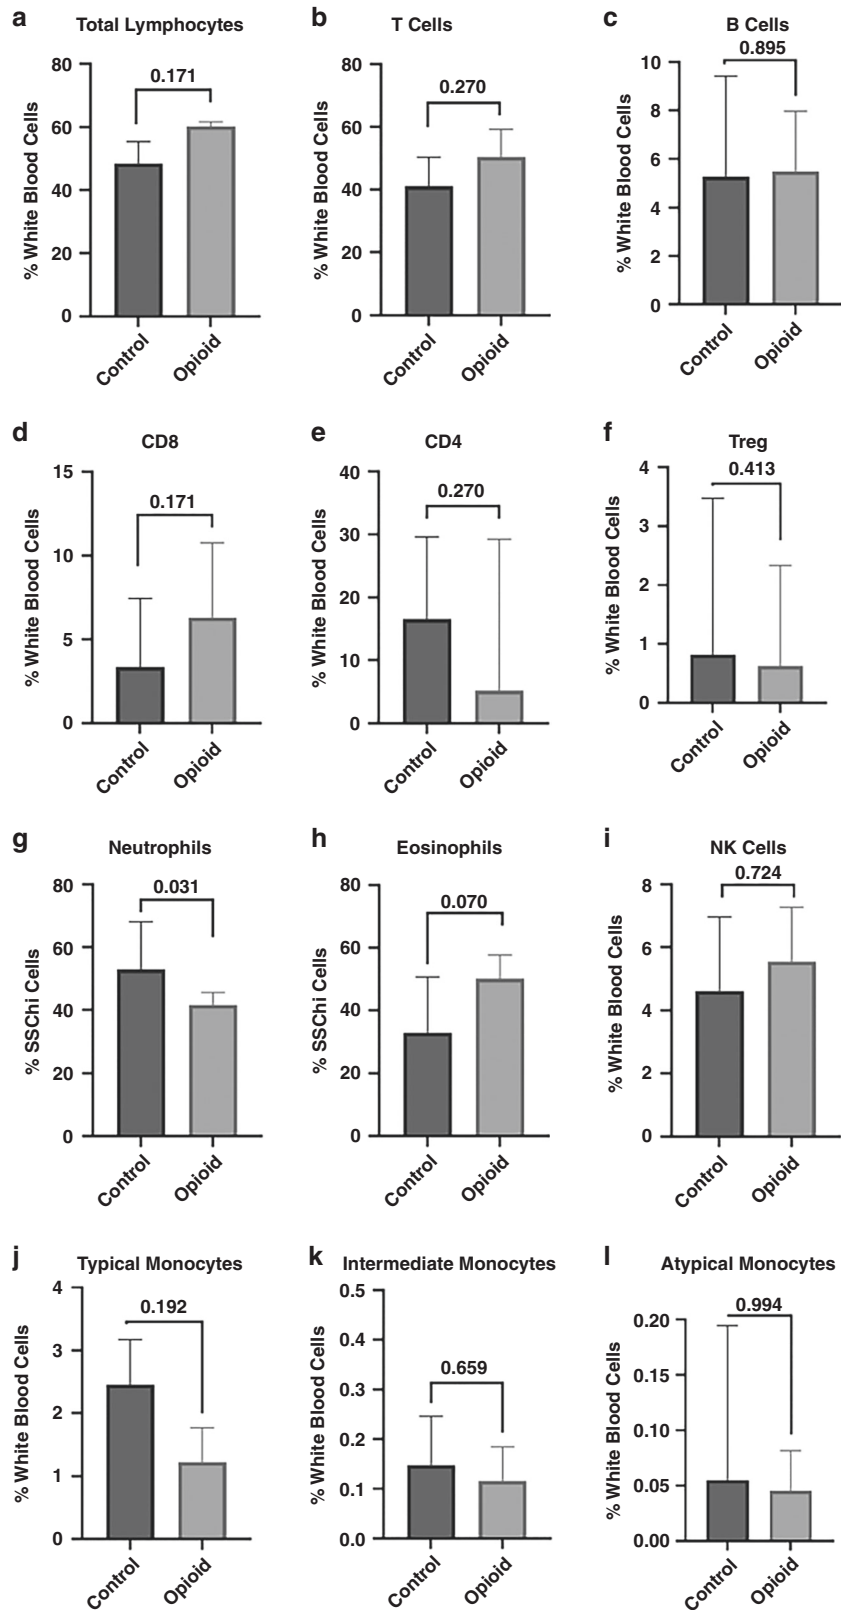 a Total Lymphocytes
80
60
40
20
0
% White Blood Cells
0.171
Control
Opioid
b T Cells
80
60
40
20
0
% White Blood Cells
0.270
Control
Opioid
c B Cells
10
8
6
4
2
0
% White Blood Cells
0.895
Control
Opioid
d CD8
15
10
5
0
% White Blood Cells
0.171
Control
Opioid
e CD4
40
30
20
10
0
% White Blood Cells
0.270
Control
Opioid
f Treg
4
3
2
1
0
% White Blood Cells
0.413
Control
Opioid
g Neutrophils
80
60
40
20
0
% SSChi Cells
0.031
Control
Opioid
h Eosinophils
80
60
40
20
0
% SSChi Cells
0.070
Control
Opioid
i NK Cells
8
6
4
2
0
% White Blood Cells
0.724
Control
Opioid
j Typical Monocytes
4
3
2
1
0
% White Blood Cells
0.192
Control
Opioid
k Intermediate Monocytes
0.5
0.4
0.3
0.2
0.1
0.0
% White Blood Cells
0.659
Control
Opioid
l Atypical Monocytes
0.20
0.15
0.10
0.05
0.00
% White Blood Cells
0.994
Control
Opioid